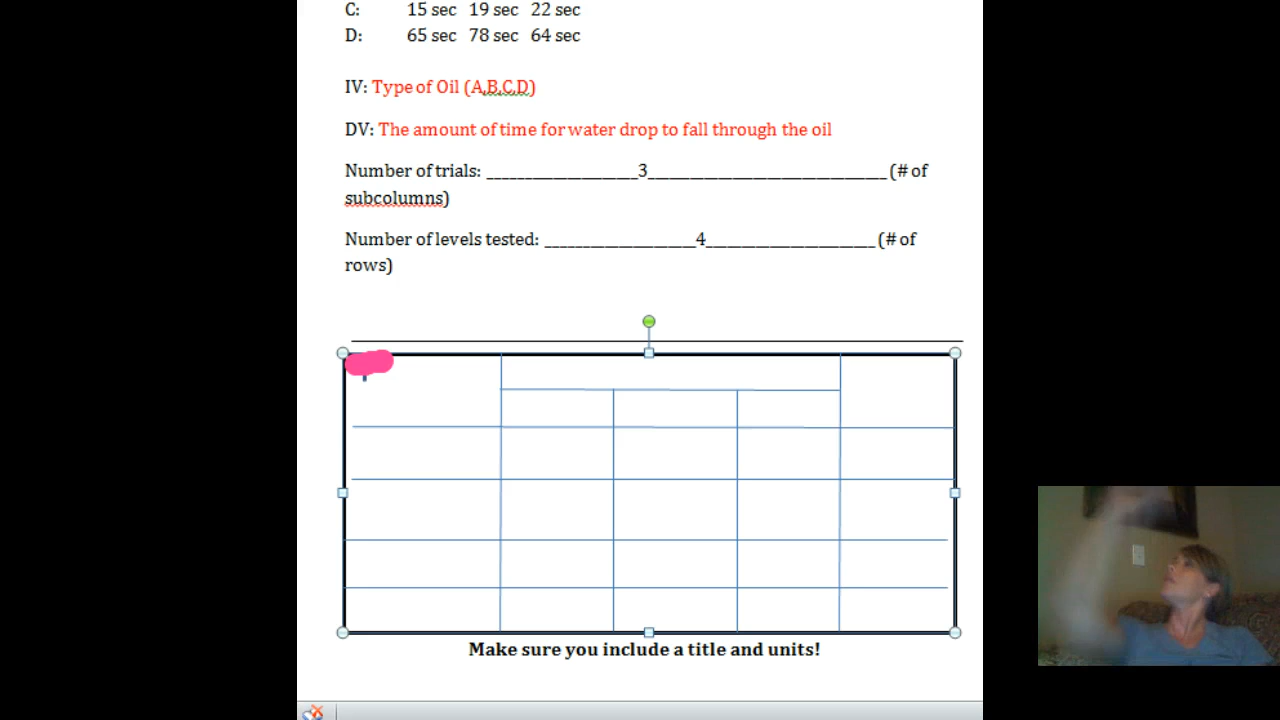 C: 15 sec 19 sec 22 sec
D: 65 sec 78 sec 64 sec
IV: Type of Oil (A,B,C,D)
DV: The amount of time for water drop to fall through the oil
Number of trials: ___________________3______________________________(# of
subcolumns)
Number of levels tested: ___________________4_____________________(# of
rows)
Make sure you include a title and units!